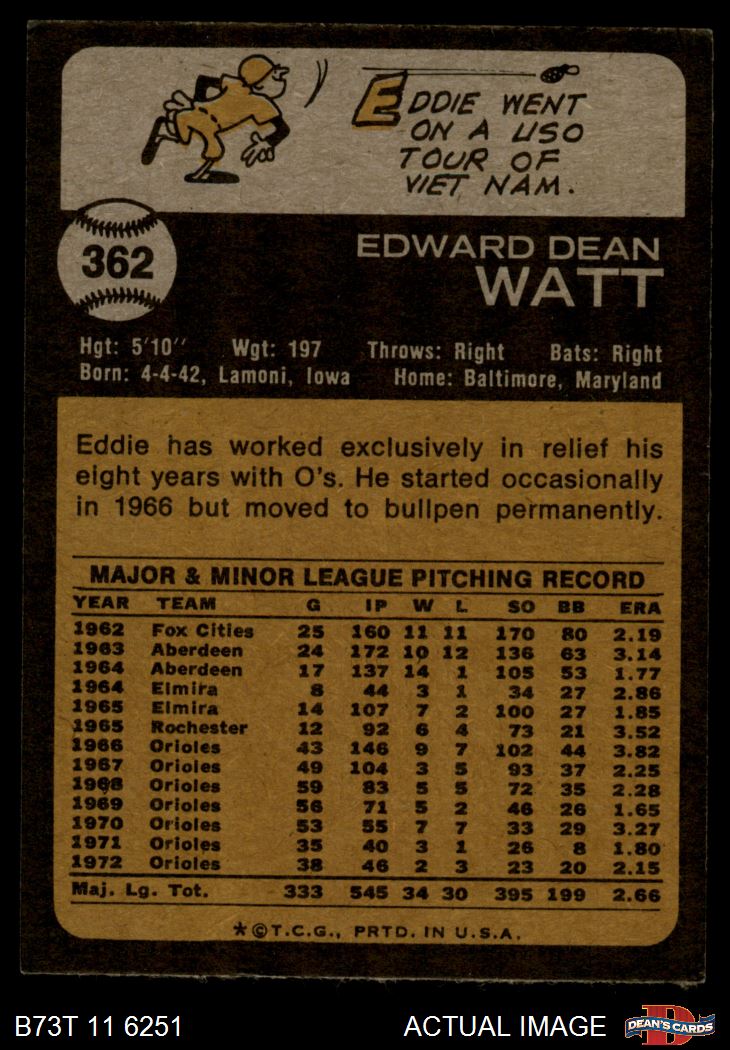 EDDIE WENT
ON A USO
TOUR OF
VIET NAM.
362
EDWARD DEAN
WATT
Hgt: 5'10" Wgt: 197 Throws: Right Bats: Right
Born: 4-4-42, Lamoni, Iowa Home: Baltimore, Maryland
Eddie has worked exclusively in relief his
eight years with O's. He started occasionally
in 1966 but moved to bullpen permanently.
MAJOR & MINOR LEAGUE PITCHING RECORD
YEAR TEAM G IP W L SO BB ERA
1962 Fox Cities 25 160 11 11 170 80 2.19
1963 Aberdeen 24 172 10 12 136 63 3.14
1964 Aberdeen 17 137 14 1 105 53 1.77
1964 Elmira 8 44 3 1 34 27 2.86
1965 Elmira 14 107 7 2 100 27 1.85
1965 Rochester 12 92 6 4 73 21 3.52
1966 Orioles 43 146 9 7 102 44 3.82
1967 Orioles 49 104 3 5 93 37 2.25
1968 Orioles 59 83 5 5 72 35 2.28
1969 Orioles 56 71 5 2 46 26 1.65
1970 Orioles 53 55 7 7 33 29 3.27
1971 Orioles 35 40 3 1 26 8 1.80
1972 Orioles 38 46 2 3 23 20 2.15
Maj. Lg. Tot. 333 545 34 30 395 199 2.66
*©T.C.G., PRTD. IN U.S.A.
B73T 11 6251 ACTUAL IMAGE DEAN'S CARDS